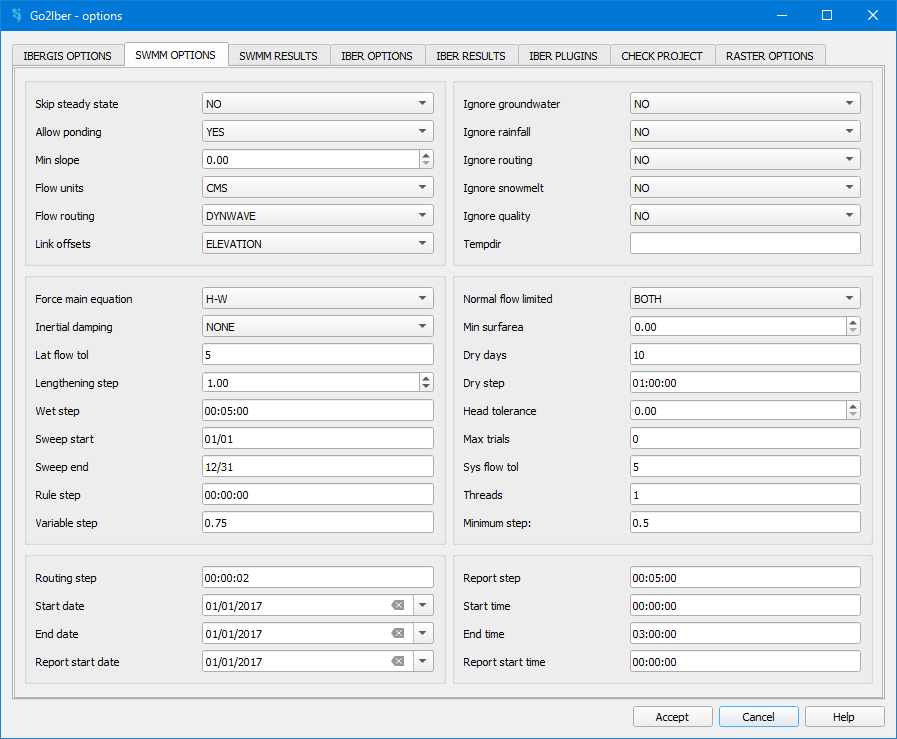 Go2Iber - options
IBERGIS OPTIONS SWMM OPTIONS SWMM RESULTS IBER OPTIONS IBER RESULTS IBER PLUGINS CHECK PROJECT RASTER OPTIONS
Skip steady state NO
Allow ponding YES
Min slope 0.00
Flow units CMS
Flow routing DYNWAVE
Link offsets ELEVATION
Ignore groundwater NO
Ignore rainfall NO
Ignore routing NO
Ignore snowmelt NO
Ignore quality NO
Tempdir
Force main equation H-W
Inertial damping NONE
Lat flow tol 5
Lengthening step 1.00
Wet step 00:05:00
Sweep start 01/01
Sweep end 12/31
Rule step 00:00:00
Variable step 0.75
Normal flow limited BOTH
Min surfarea 0.00
Dry days 10
Dry step 01:00:00
Head tolerance 0.00
Max trials 0
Sys flow tol 5
Threads 1
Minimum step: 0.5
Routing step 00:00:02
Start date 01/01/2017
End date 01/01/2017
Report start date 01/01/2017
Report step 00:05:00
Start time 00:00:00
End time 03:00:00
Report start time 00:00:00
Accept Cancel Help